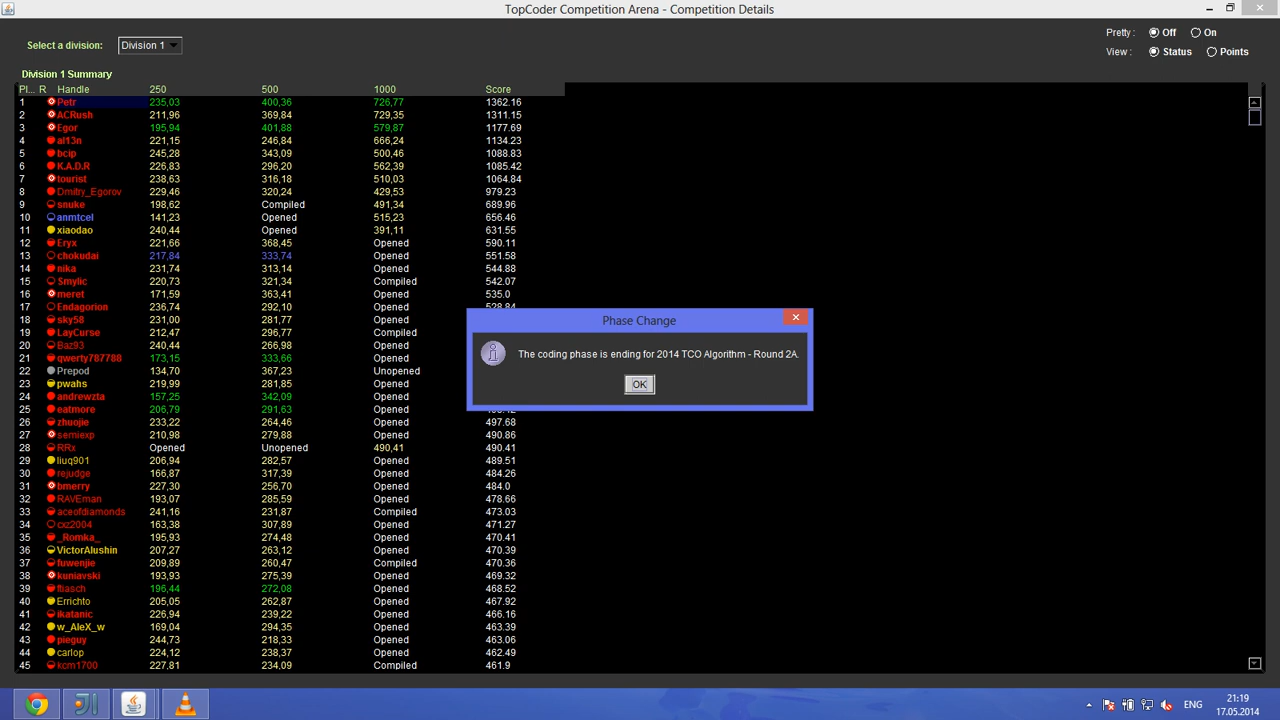 TopCoder Competition Arena - Competition Details
Pretty : Off On
Select a division: Division 1
View : Status Points
Division 1 Summary
Pl... R Handle 250 500 1000 Score
1 Petr 235,03 400,36 726,77 1362.16
2 ACRush 211,96 369,84 729,35 1311.15
3 Egor 195,94 401,88 579,87 1177.69
4 al13n 221,15 246,84 666,24 1134.23
5 bcip 245,28 343,09 500,46 1088.83
6 K.A.D.R 226,83 296,20 562,39 1085.42
7 tourist 238,63 316,18 510,03 1064.84
8 Dmitry_Egorov 229,46 320,24 429,53 979.23
9 snuke 198,62 Compiled 491,34 689.96
10 anmtcel 141,23 Opened 515,23 656.46
11 xiaodao 240,44 Opened 391,11 631.55
12 Eryx 221,66 368,45 Opened 590.11
13 chokudai 217,84 333,74 Opened 551.58
14 nika 231,74 313,14 Opened 544.88
15 Smylic 220,73 321,34 Compiled 542.07
16 meret 171,59 363,41 Opened 535.0
17 Endagorion 236,74 292,10 Opened 528.84
18 sky58 231,00 281,77 Opened
19 LayCurse 212,47 296,77 Compiled
20 Baz93 240,44 266,98 Opened
21 qwerty787788 173,15 333,66 Opened
22 Prepod 134,70 367,23 Unopened
23 pwahs 219,99 281,85 Opened
24 andrewzta 157,25 342,09 Opened
25 eatmore 206,79 291,63 Opened
26 zhuojie 233,22 264,46 Opened 497.68
27 semiexp 210,98 279,88 Opened 490.86
28 RRx Opened Unopened 490,41 490.41
29 liuq901 206,94 282,57 Opened 489.51
30 rejudge 166,87 317,39 Opened 484.26
31 bmerry 227,30 256,70 Opened 484.0
32 RAVEman 193,07 285,59 Opened 478.66
33 aceofdiamonds 241,16 231,87 Compiled 473.03
34 cxz2004 163,38 307,89 Opened 471.27
35 _Romka_ 195,93 274,48 Opened 470.41
36 VictorAlushin 207,27 263,12 Opened 470.39
37 fuwenjie 209,89 260,47 Compiled 470.36
38 kuniavski 193,93 275,39 Opened 469.32
39 fliasch 196,44 272,08 Opened 468.52
40 Errichto 205,05 262,87 Opened 467.92
41 ikatanic 226,94 239,22 Opened 466.16
42 w_AleX_w 169,04 294,35 Opened 463.39
43 pieguy 244,73 218,33 Opened 463.06
44 carlop 224,12 238,37 Opened 462.49
45 kcm1700 227,81 234,09 Compiled 461.9
Phase Change
The coding phase is ending for 2014 TCO Algorithm - Round 2A.
OK
ENG
21:19
17.05.2014